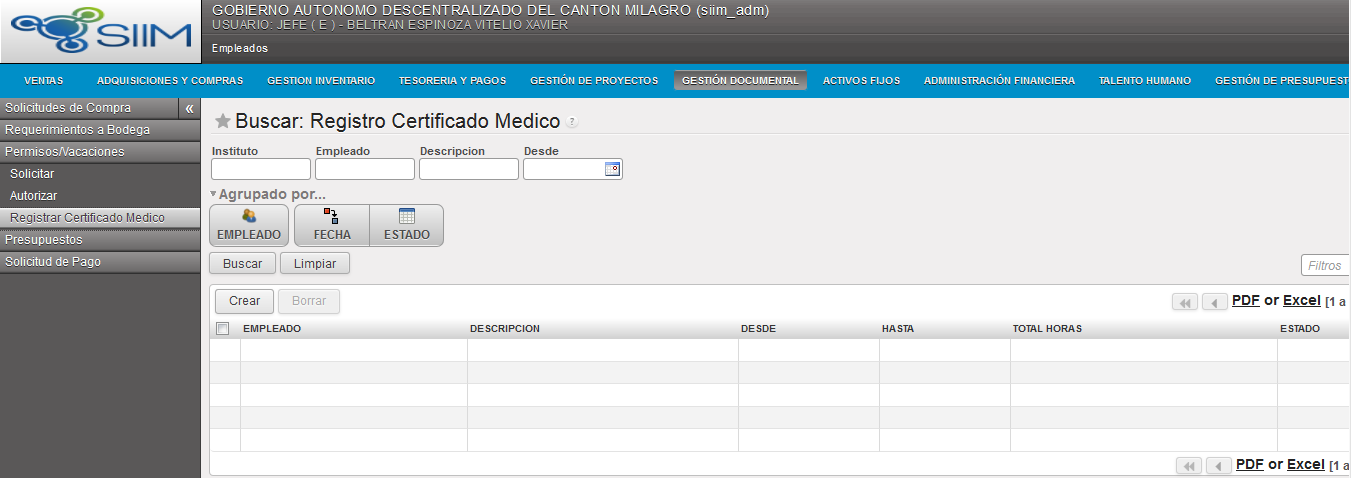 SIIM
GOBIERNO AUTONOMO DESCENTRALIZADO DEL CANTON MILAGRO (siim_adm)
USUARIO: JEFE ( E ) - BELTRAN ESPINOZA VITELIO XAVIER
Empleados
VENTAS ADQUISICIONES Y COMPRAS GESTION INVENTARIO TESORERIA Y PAGOS GESTIÓN DE PROYECTOS GESTIÓN DOCUMENTAL ACTIVOS FIJOS ADMINISTRACIÓN FINANCIERA TALENTO HUMANO GESTIÓN DE PRESUPUEST
Solicitudes de Compra «
Requerimientos a Bodega
Permisos/Vacaciones
Solicitar
Autorizar
Registrar Certificado Medico
Presupuestos
Solicitud de Pago
Buscar: Registro Certificado Medico ?
Instituto Empleado Descripcion Desde
Agrupado por...
EMPLEADO FECHA ESTADO
Buscar Limpiar
Filtros
Crear Borrar
PDF or Excel [1 a
EMPLEADO DESCRIPCION DESDE HASTA TOTAL HORAS ESTADO
PDF or Excel [1 a